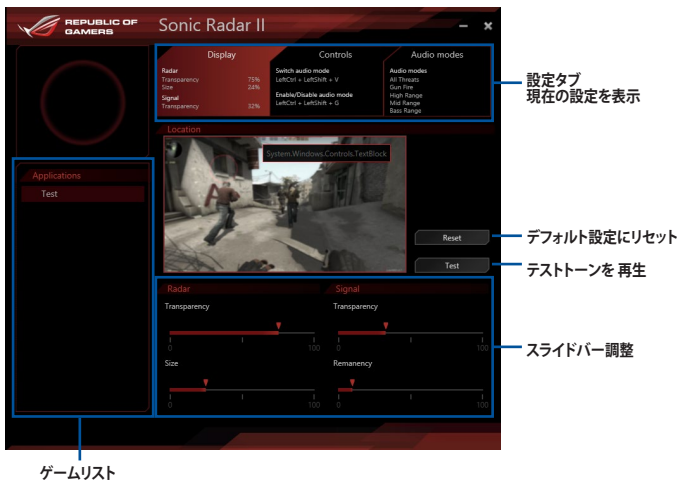 REPUBLIC OF
GAMERS
Sonic Radar II
Display
Controls
Audio modes
Radar
Transparency 75%
Size 24%
Signal
Transparency 32%
Switch audio mode
LeftCtrl + LeftShift + V
Enable/Disable audio mode
LeftCtrl + LeftShift + G
Audio modes
All Threats
Gun Fire
High Range
Mid Range
Bass Range
設定タブ
現在の設定を表示
Location
System.Windows.Controls.TextBlock
Applications
Test
Reset
デフォルト設定にリセット
Test
テストトーンを 再生
Radar
Signal
Transparency
0
100
Transparency
0
100
スライドバー調整
Size
0
100
Remanency
0
100
ゲームリスト